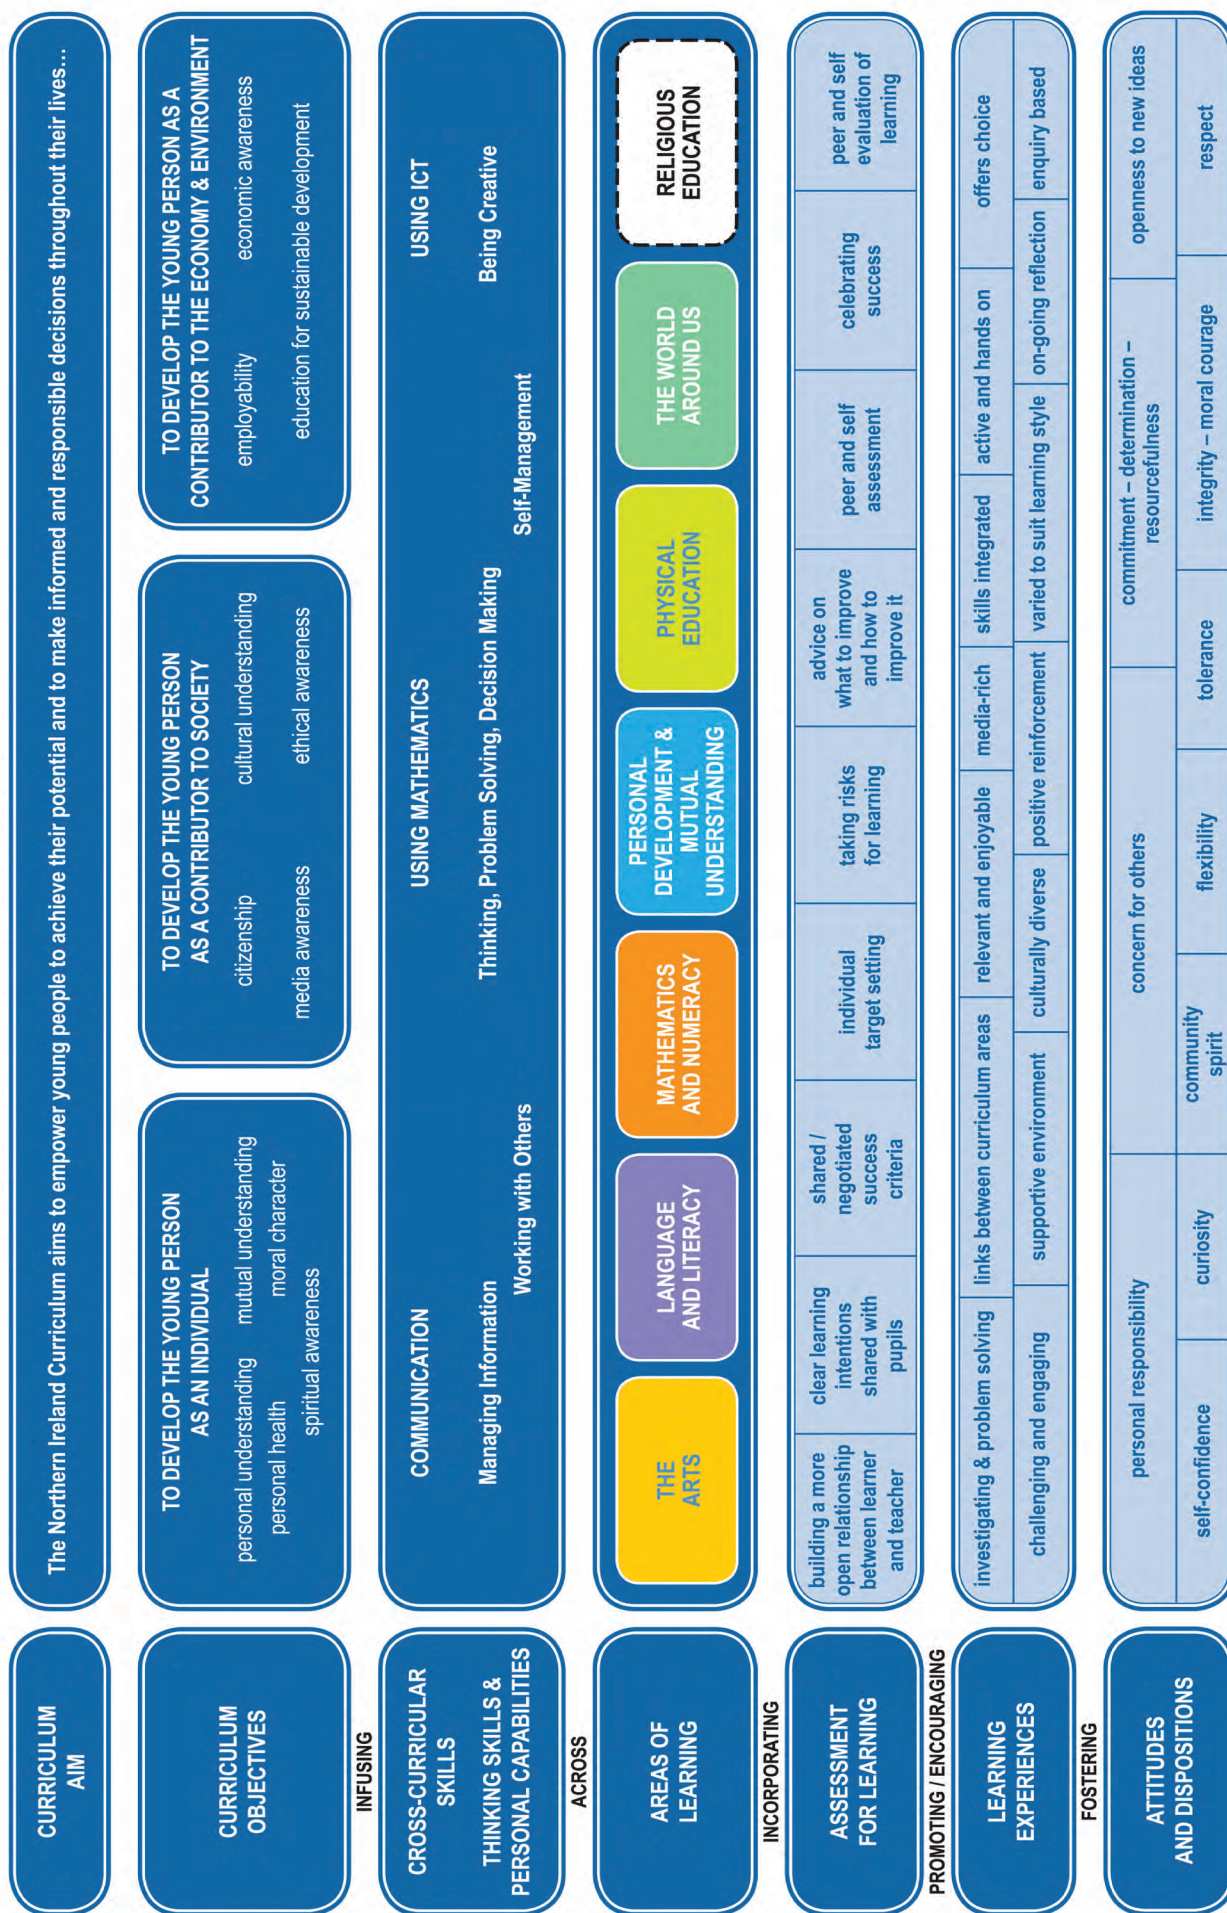 CURRICULUM
AIM
The Northern Ireland Curriculum aims to empower young people to achieve their potential and to make informed and responsible decisions throughout their lives...
CURRICULUM
OBJECTIVES
TO DEVELOP THE YOUNG PERSON
AS AN INDIVIDUAL
personal understanding
mutual understanding
personal health
moral character
spiritual awareness
TO DEVELOP THE YOUNG PERSON
AS A CONTRIBUTOR TO SOCIETY
citizenship
cultural understanding
media awareness
ethical awareness
TO DEVELOP THE YOUNG PERSON AS A
CONTRIBUTOR TO THE ECONOMY & ENVIRONMENT
employability
economic awareness
education for sustainable development
INFUSING
CROSS-CURRICULAR
SKILLS
THINKING SKILLS &
PERSONAL CAPABILITIES
COMMUNICATION
USING MATHEMATICS
USING ICT
Managing Information
Thinking, Problem Solving, Decision Making
Being Creative
Working with Others
Self-Management
ACROSS
AREAS OF
LEARNING
THE
ARTS
LANGUAGE
AND LITERACY
MATHEMATICS
AND NUMERACY
PERSONAL
DEVELOPMENT &
MUTUAL
UNDERSTANDING
PHYSICAL
EDUCATION
THE WORLD
AROUND US
RELIGIOUS
EDUCATION
INCORPORATING
ASSESSMENT
FOR LEARNING
building a more
open relationship
between learner
and teacher
clear learning
intentions
shared with
pupils
shared /
negotiated
success
criteria
individual
target setting
taking risks
for learning
advice on
what to improve
and how to
improve it
peer and self
assessment
celebrating
success
peer and self
evaluation of
learning
PROMOTING / ENCOURAGING
LEARNING
EXPERIENCES
investigating & problem solving
links between curriculum areas
relevant and enjoyable
media-rich
skills integrated
active and hands on
offers choice
challenging and engaging
supportive environment
culturally diverse
positive reinforcement
varied to suit learning style
on-going reflection
enquiry based
FOSTERING
ATTITUDES
AND DISPOSITIONS
personal responsibility
concern for others
commitment – determination –
resourcefulness
openness to new ideas
self-confidence
curiosity
community
spirit
flexibility
tolerance
integrity – moral courage
respect